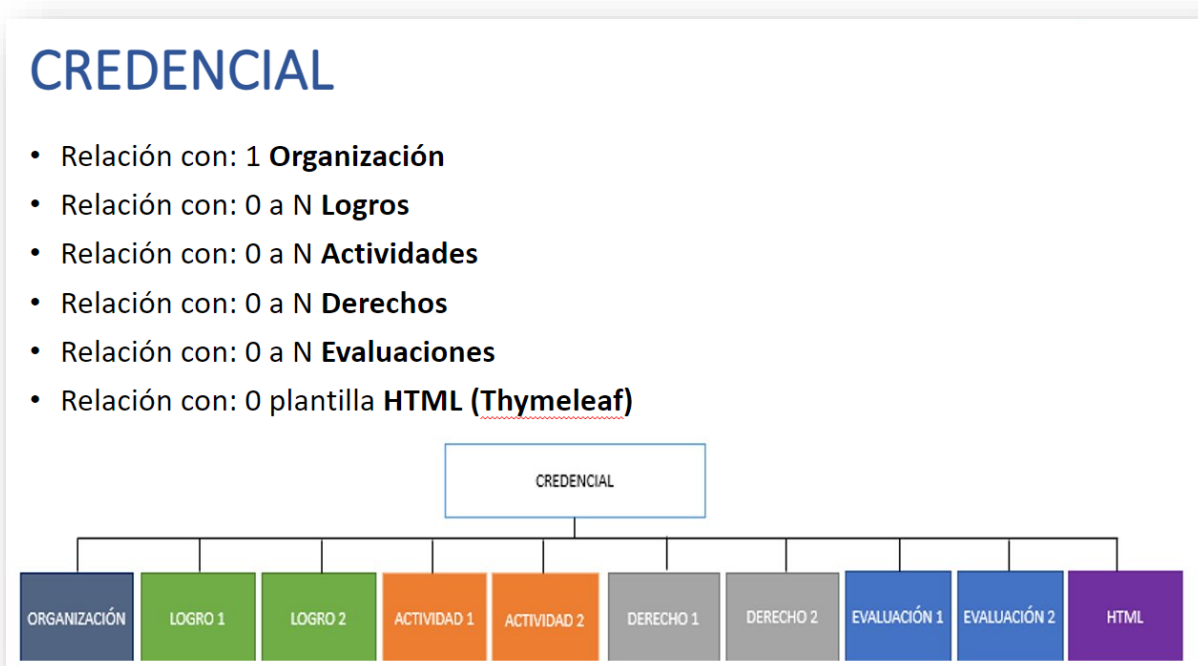 CREDENCIAL
• Relación con: 1 Organización
• Relación con: 0 a N Logros
• Relación con: 0 a N Actividades
• Relación con: 0 a N Derechos
• Relación con: 0 a N Evaluaciones
• Relación con: 0 plantilla HTML (Thymeleaf)
CREDENCIAL
ORGANIZACIÓN
LOGRO 1
LOGRO 2
ACTIVIDAD 1
ACTIVIDAD 2
DERECHO 1
DERECHO 2
EVALUACIÓN 1
EVALUACIÓN 2
HTML